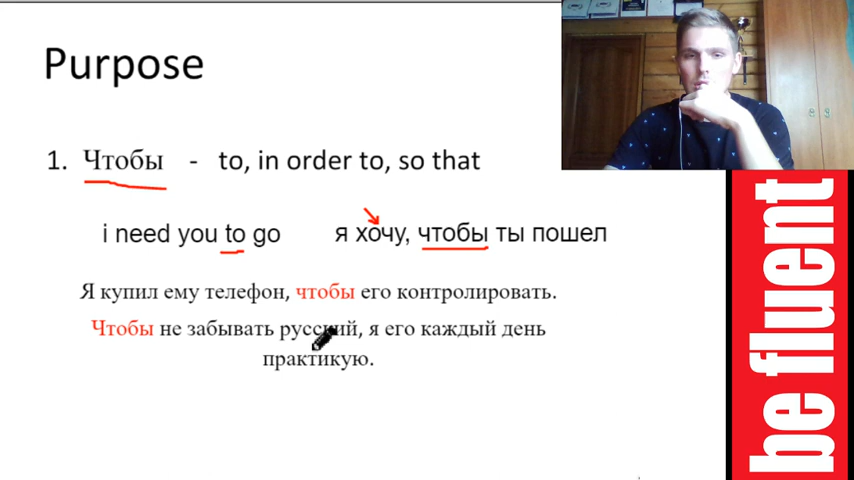 Purpose
1. Чтобы - to, in order to, so that
i need you to go я хочу, чтобы ты пошел
Я купил ему телефон, чтобы его контролировать.
Чтобы не забывать русский, я его каждый день
практикую.
be fluent